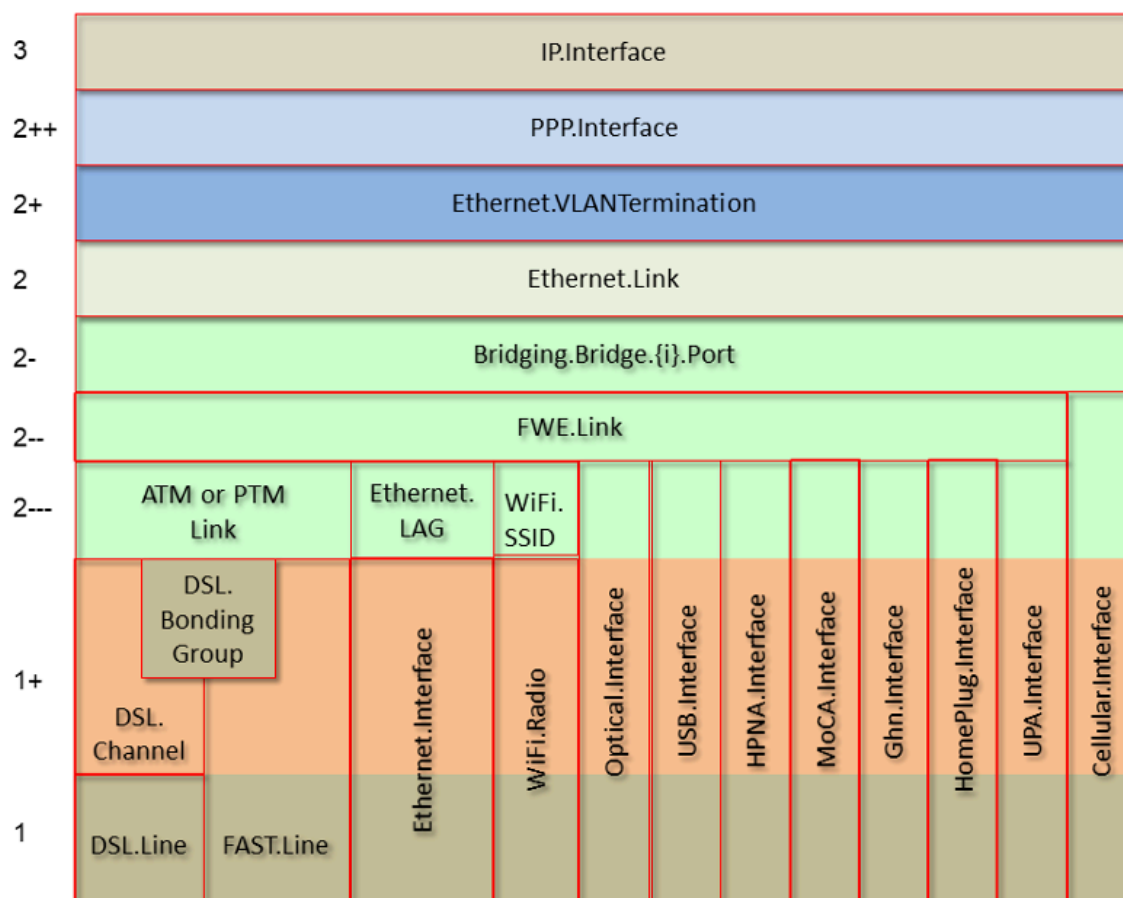 3
IP.Interface
2++
PPP.Interface
2+
Ethernet.VLANTermination
2
Ethernet.Link
2-
Bridging.Bridge.{i}.Port
2--
FWE.Link
2---
ATM or PTM
Link
Ethernet.
LAG
WiFi.
SSID
1+
DSL.
Bonding
Group
DSL.
Channel
Ethernet.Interface
WiFi.Radio
Optical.Interface
USB.Interface
HPNA.Interface
MoCA.Interface
Ghn.Interface
HomePlug.Interface
UPA.Interface
Cellular.Interface
1
DSL.Line
FAST.Line